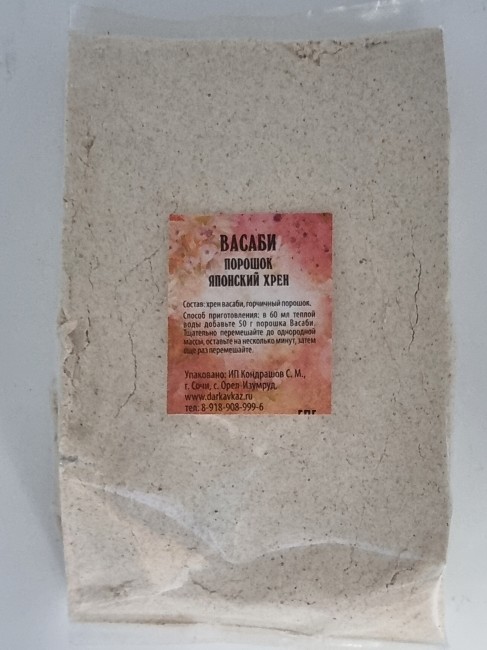 ВАСАБИ
ПОРОШОК
ЯПОНСКИЙ ХРЕН
Состав: хрен васаби, горчичный порошок.
Способ приготовления: в 60 мл теплой
воды добавьте 50 г порошка Васаби.
Тщательно перемешайте до однородной
массы, оставьте на несколько минут, затем
еще раз перемешайте.
Упаковано: ИП Кондрашов С. М.,
г. Сочи, с. Орел-Изумруд,
www.darkavkaz.ru
тел. 8-918-908-999-6